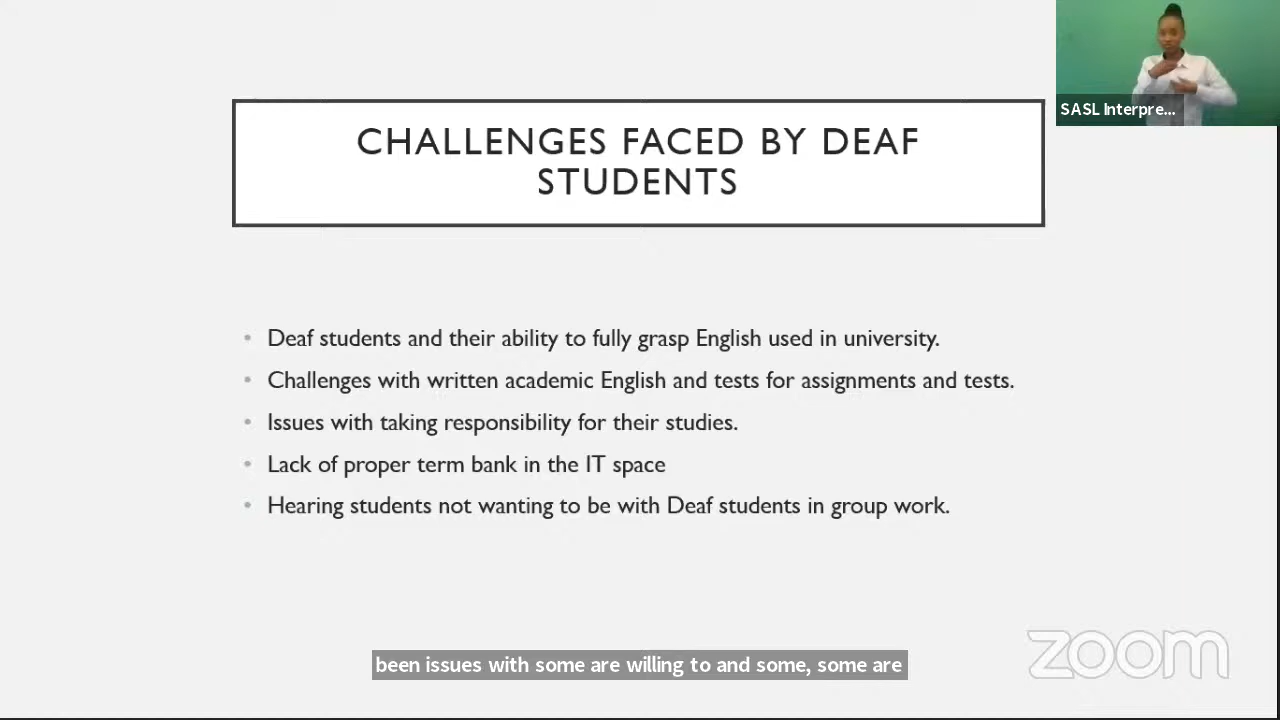 SASL Interpre...
CHALLENGES FACED BY DEAF
STUDENTS
• Deaf students and their ability to fully grasp English used in university.
• Challenges with written academic English and tests for assignments and tests.
• Issues with taking responsibility for their studies.
• Lack of proper term bank in the IT space
• Hearing students not wanting to be with Deaf students in group work.
been issues with some are willing to and some, some are
zoom